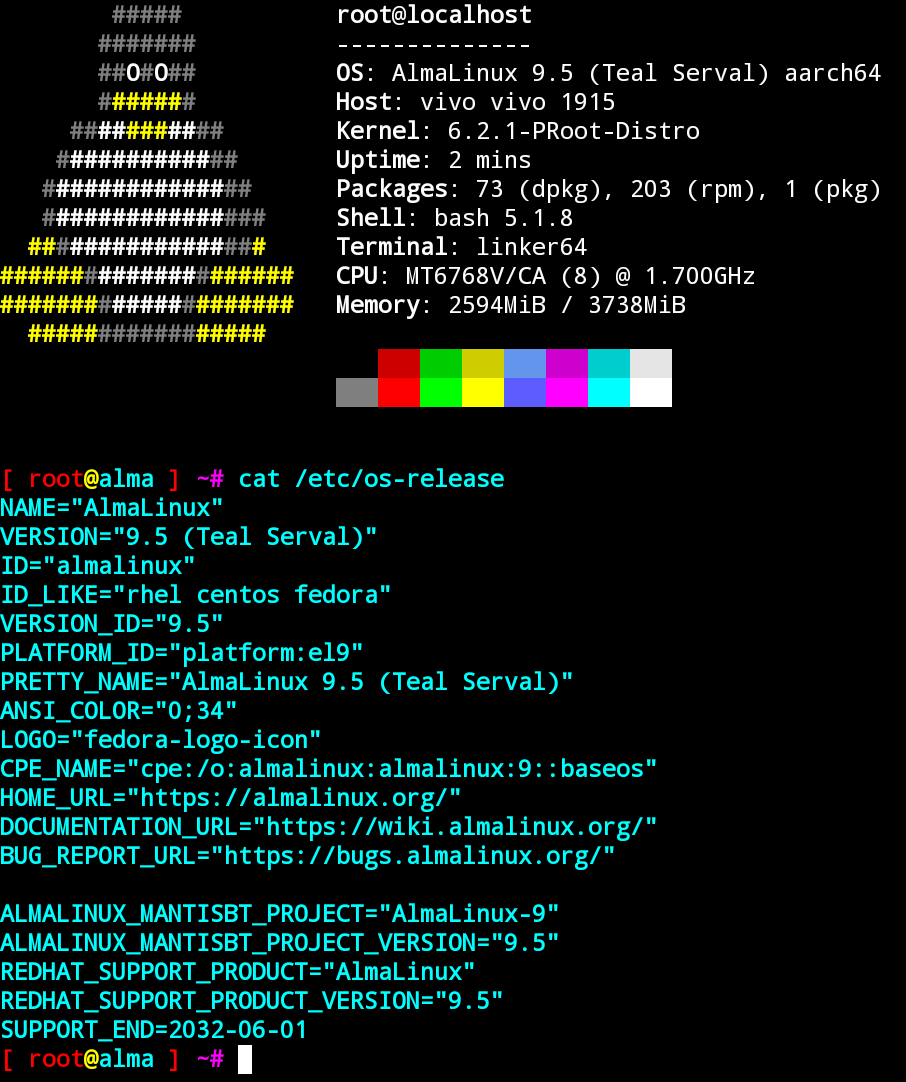 #####
#######
##O#O##
#######
###########
#############
###############
################
#################
#####################
#####################
#################
root@localhost
--------------
OS: AlmaLinux 9.5 (Teal Serval) aarch64
Host: vivo vivo 1915
Kernel: 6.2.1-PRoot-Distro
Uptime: 2 mins
Packages: 73 (dpkg), 203 (rpm), 1 (pkg)
Shell: bash 5.1.8
Terminal: linker64
CPU: MT6768V/CA (8) @ 1.700GHz
Memory: 2594MiB / 3738MiB
[ root@alma ] ~# cat /etc/os-release
NAME="AlmaLinux"
VERSION="9.5 (Teal Serval)"
ID="almalinux"
ID_LIKE="rhel centos fedora"
VERSION_ID="9.5"
PLATFORM_ID="platform:el9"
PRETTY_NAME="AlmaLinux 9.5 (Teal Serval)"
ANSI_COLOR="0;34"
LOGO="fedora-logo-icon"
CPE_NAME="cpe:/o:almalinux:almalinux:9::baseos"
HOME_URL="https://almalinux.org/"
DOCUMENTATION_URL="https://wiki.almalinux.org/"
BUG_REPORT_URL="https://bugs.almalinux.org/"

ALMALINUX_MANTISBT_PROJECT="AlmaLinux-9"
ALMALINUX_MANTISBT_PROJECT_VERSION="9.5"
REDHAT_SUPPORT_PRODUCT="AlmaLinux"
REDHAT_SUPPORT_PRODUCT_VERSION="9.5"
SUPPORT_END=2032-06-01
[ root@alma ] ~#